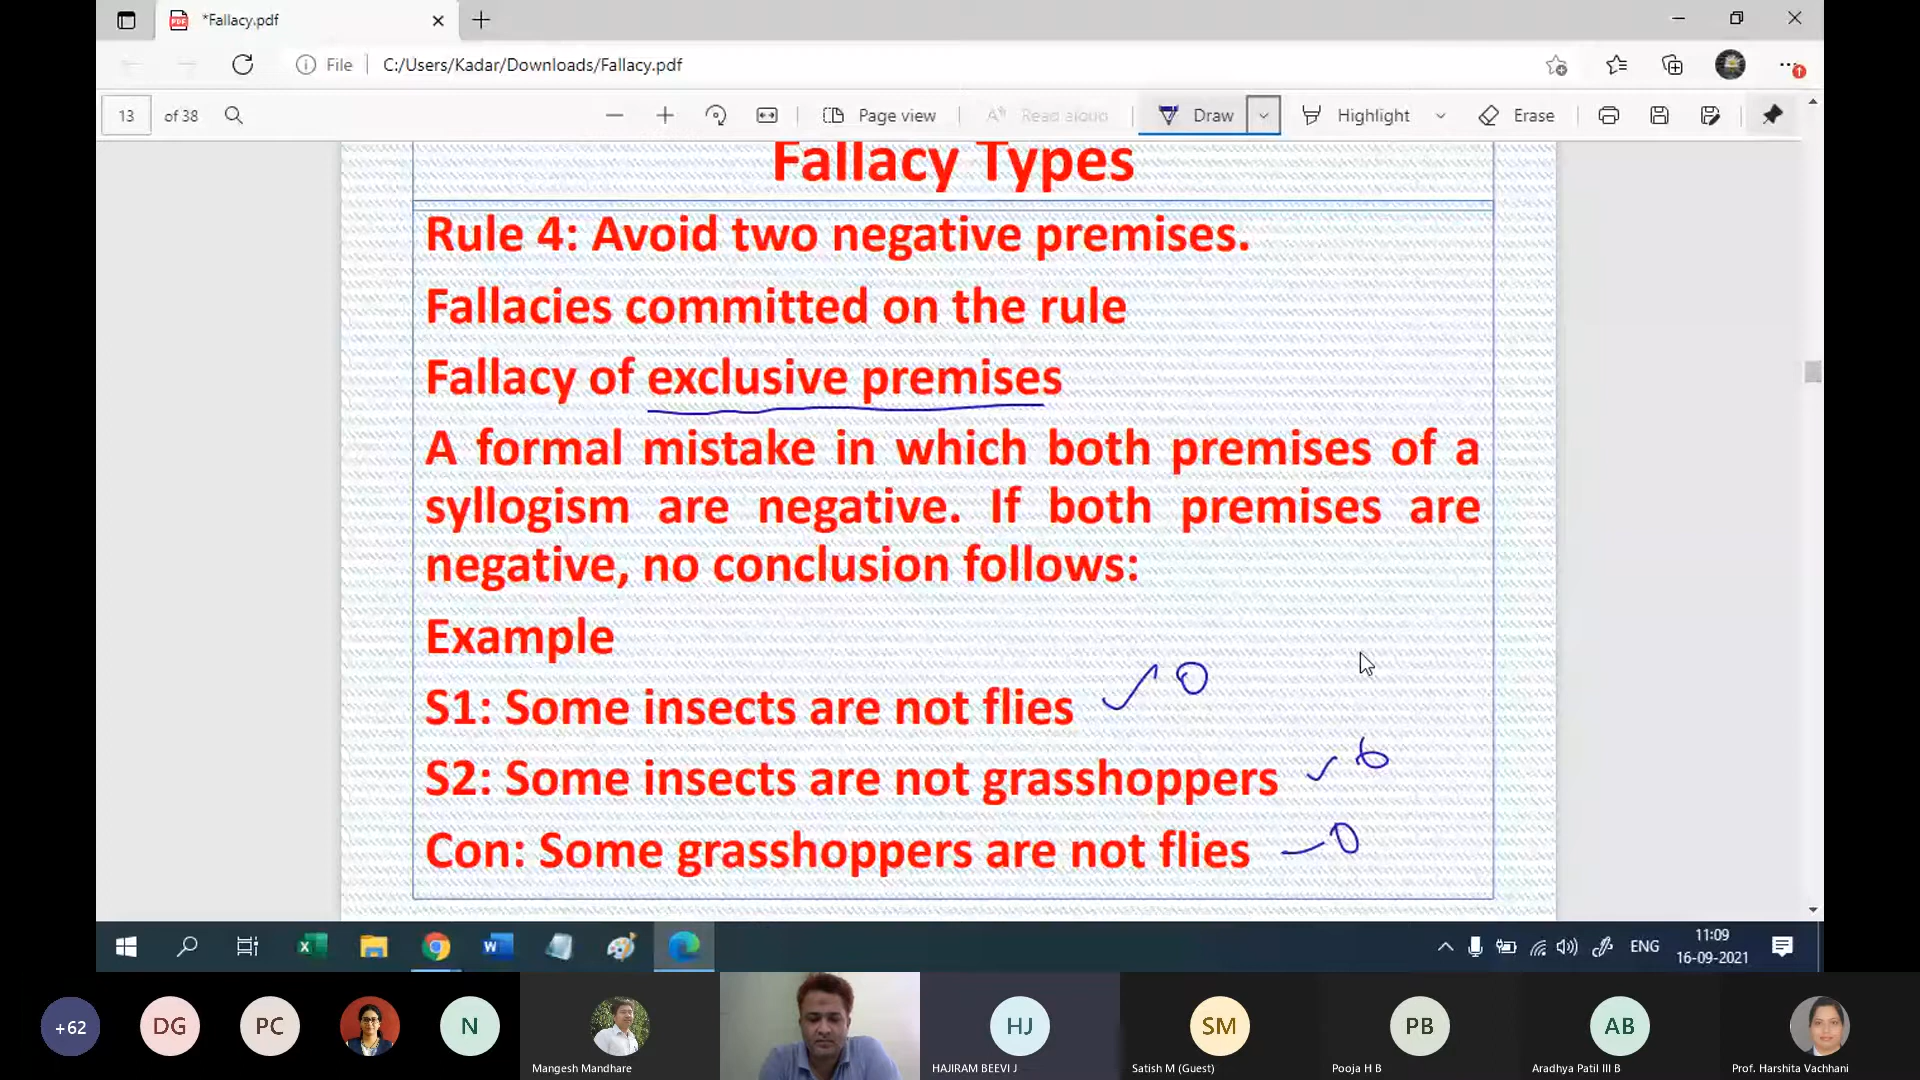 *Fallacy.pdf
File
C:/Users/Kadar/Downloads/Fallacy.pdf
13 of 38
Page view
Read aloud
Draw
Highlight
Erase
Fallacy Types
Rule 4: Avoid two negative premises.
Fallacies committed on the rule
Fallacy of exclusive premises
A formal mistake in which both premises of a
syllogism are negative. If both premises are
negative, no conclusion follows:
Example
S1: Some insects are not flies O
S2: Some insects are not grasshoppers O
Con: Some grasshoppers are not flies – O
ENG
11:09
16-09-2021
+62
DG
PC
N
HJ
SM
PB
AB
Mangesh Mandhare
HAJIRAM BEEVI J
Satish M (Guest)
Pooja H B
Aradhya Patil III B
Prof. Harshita Vachhani